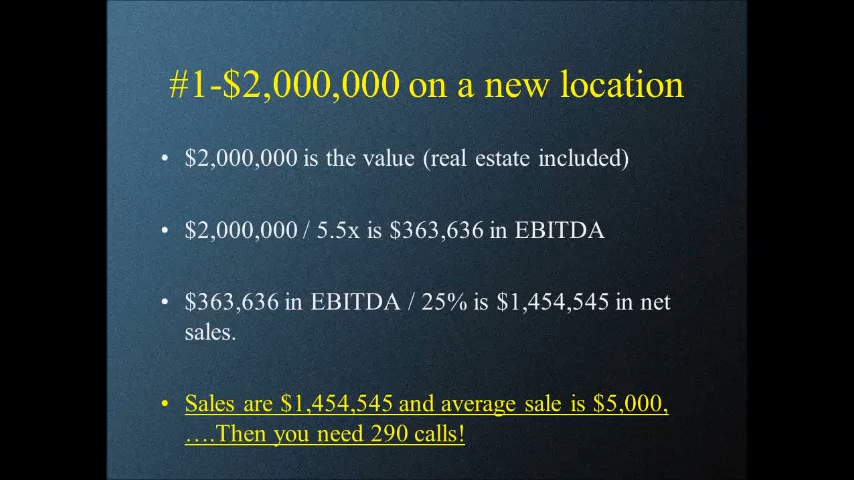 #1-$2,000,000 on a new location
• $2,000,000 is the value (real estate included)
• $2,000,000 / 5.5x is $363,636 in EBITDA
• $363,636 in EBITDA / 25% is $1,454,545 in net
sales.
• Sales are $1,454,545 and average sale is $5,000,
….Then you need 290 calls!